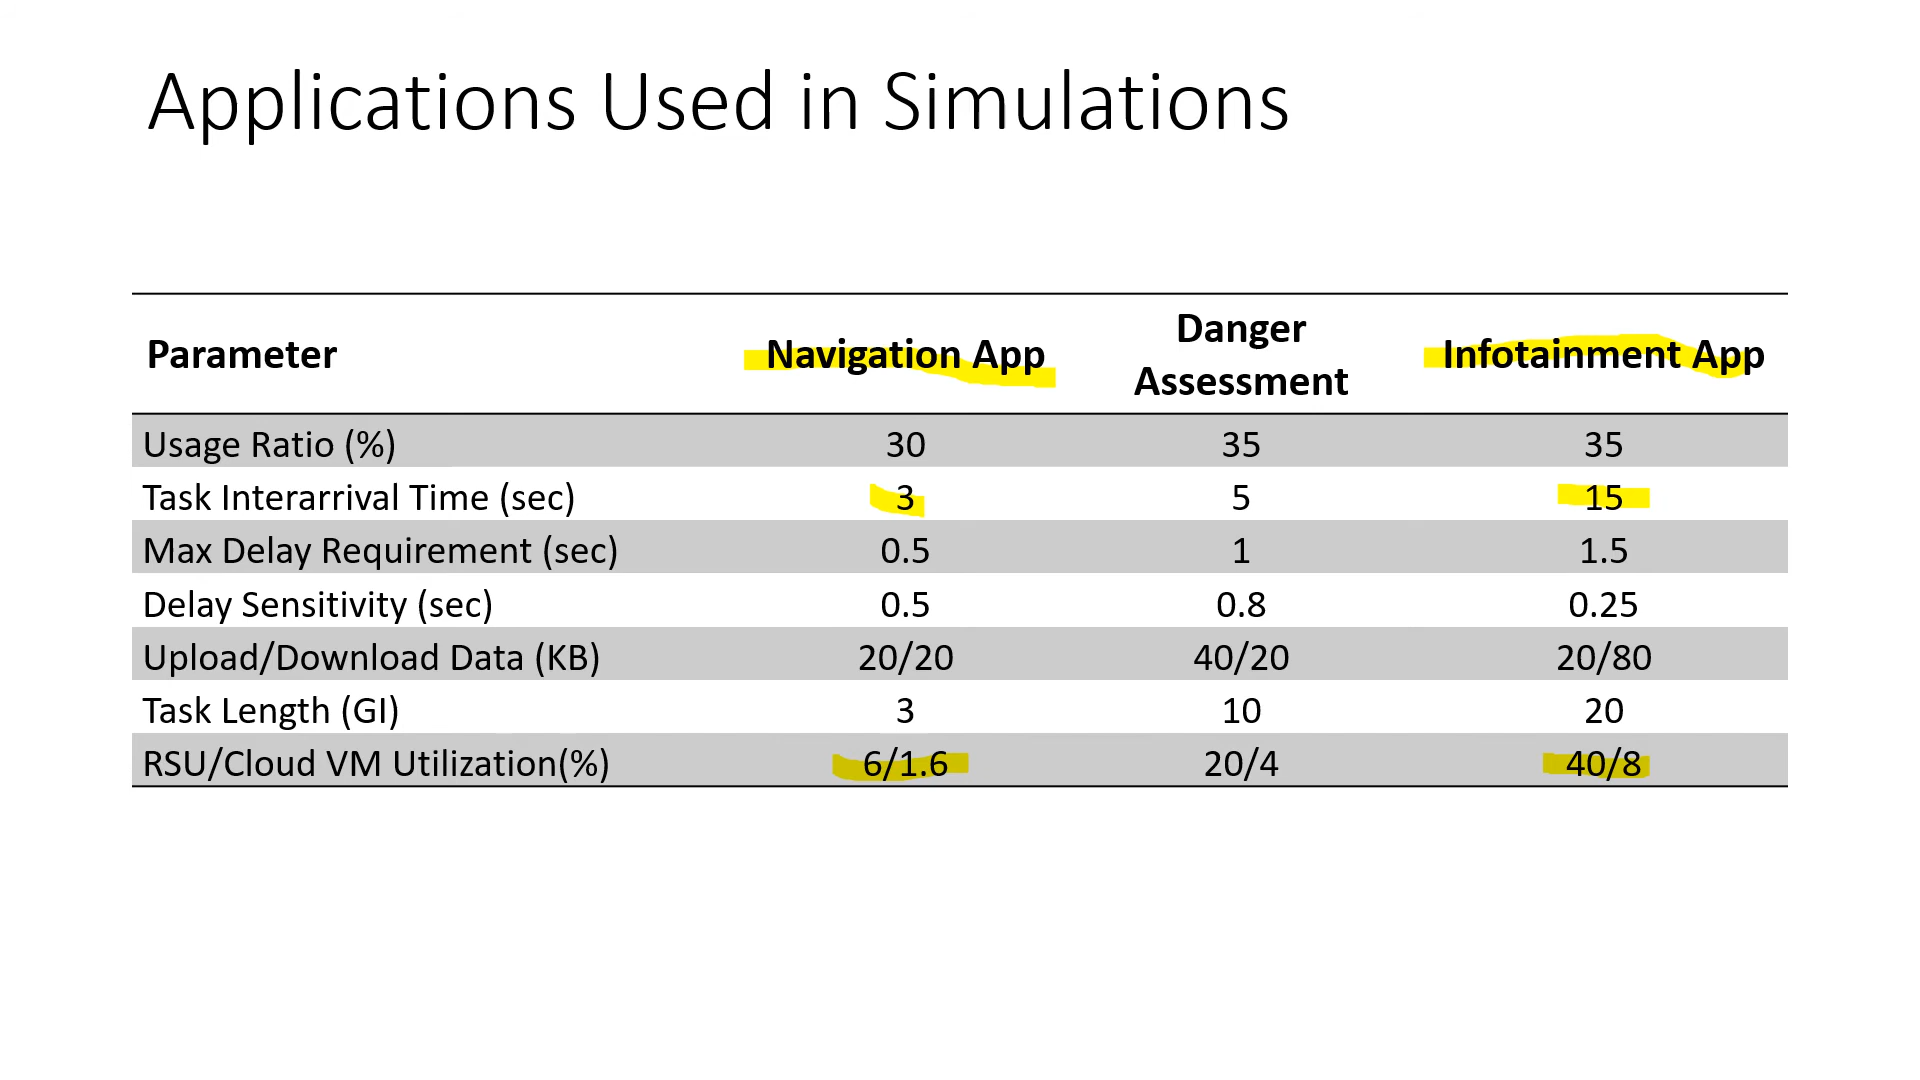 Applications Used in Simulations
Parameter Navigation App Danger Assessment Infotainment App
Usage Ratio (%) 30 35 35
Task Interarrival Time (sec) 3 5 15
Max Delay Requirement (sec) 0.5 1 1.5
Delay Sensitivity (sec) 0.5 0.8 0.25
Upload/Download Data (KB) 20/20 40/20 20/80
Task Length (GI) 3 10 20
RSU/Cloud VM Utilization(%) 6/1.6 20/4 40/8